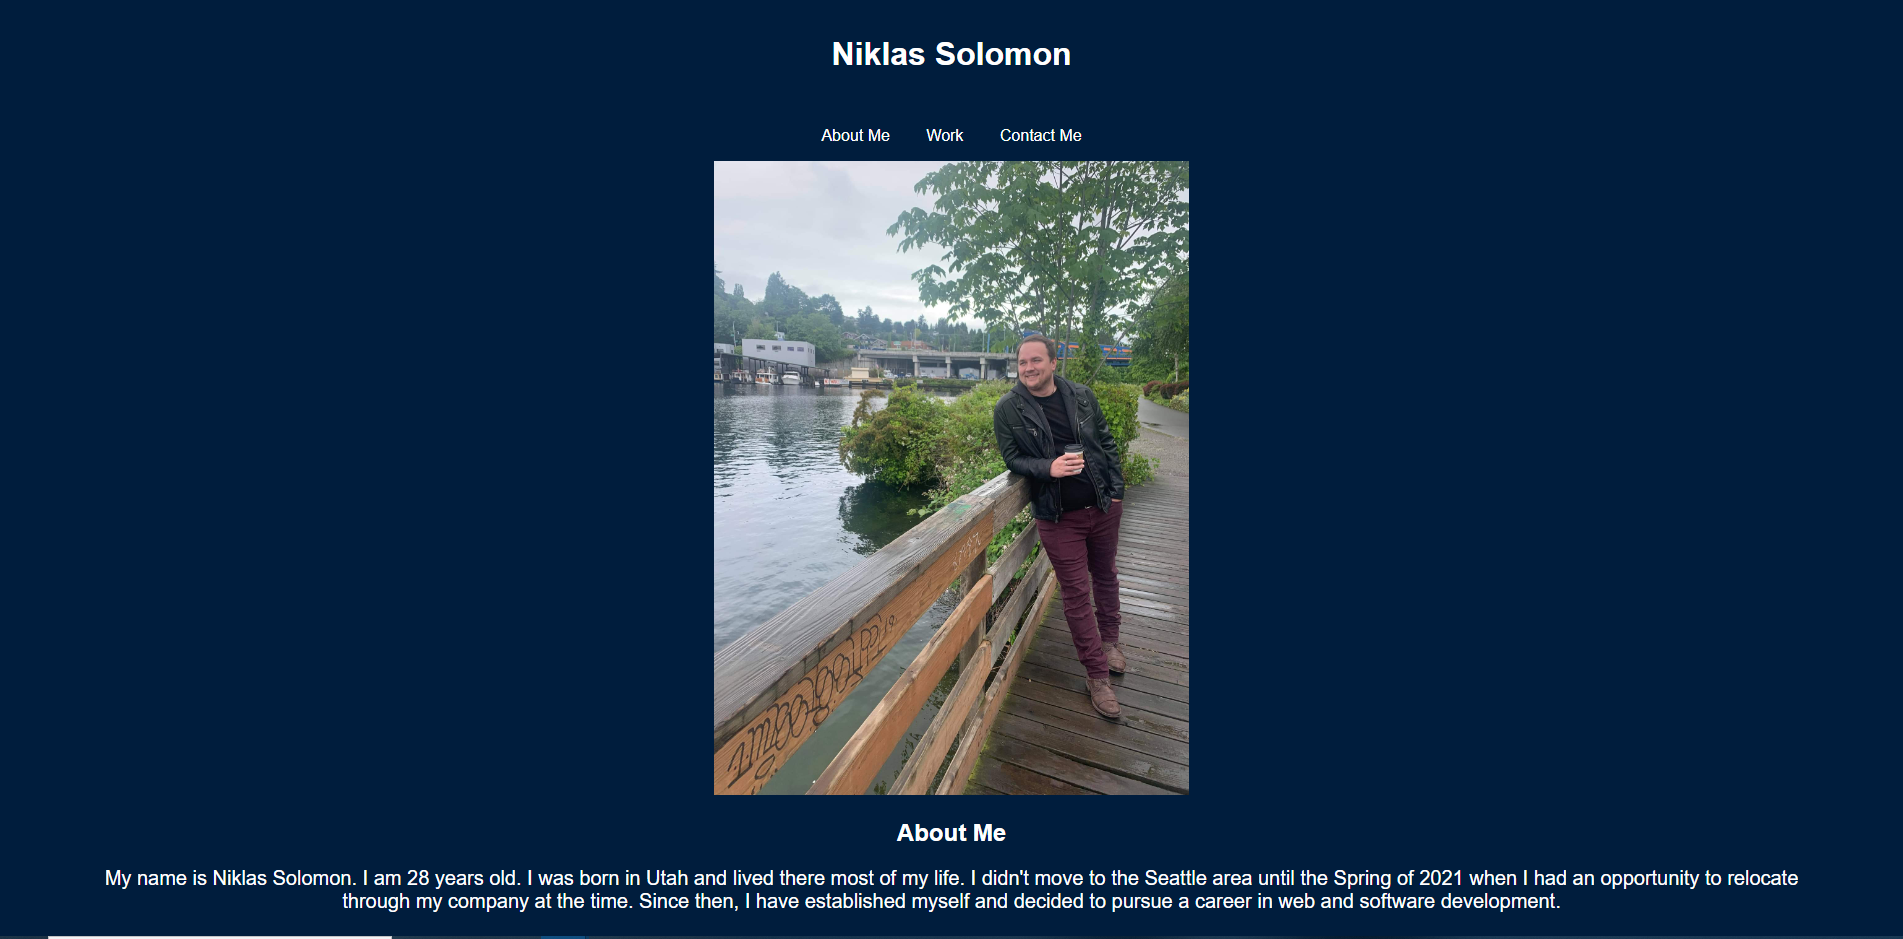 Niklas Solomon
About Me Work Contact Me
About Me
My name is Niklas Solomon. I am 28 years old. I was born in Utah and lived there most of my life. I didn't move to the Seattle area until the Spring of 2021 when I had an opportunity to relocate
through my company at the time. Since then, I have established myself and decided to pursue a career in web and software development.